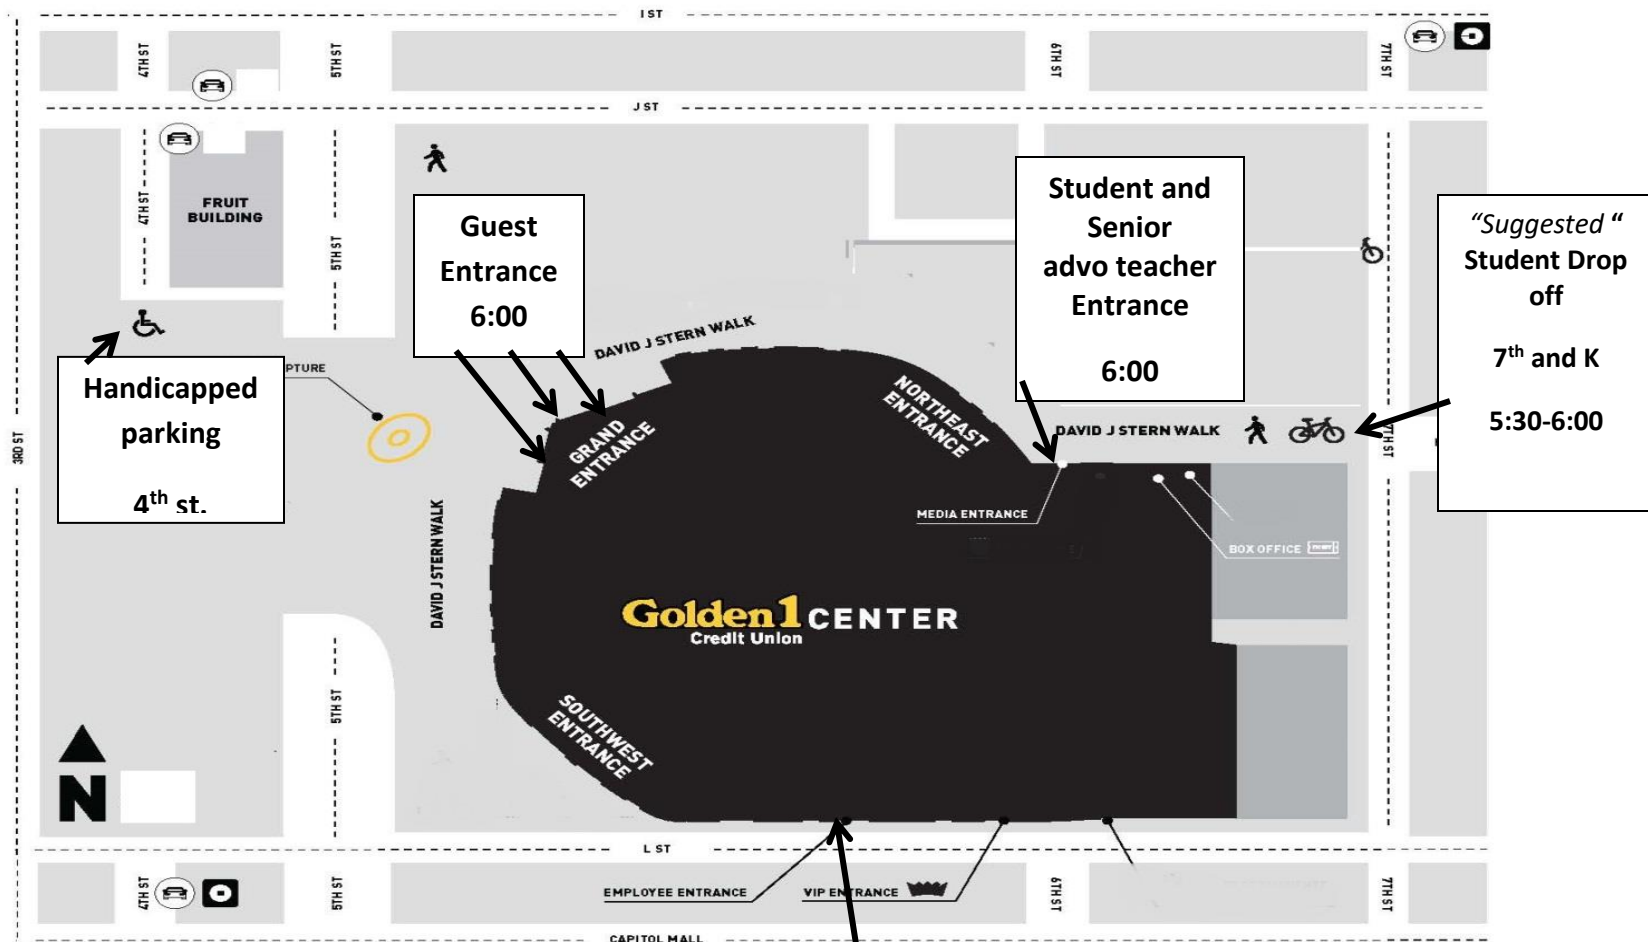 I ST
4TH ST
5TH ST
6TH ST
7TH ST
J ST
4TH ST
FRUIT
BUILDING
5TH ST
3RD ST
Guest
Entrance
6:00
Student and
Senior
advo teacher
Entrance
6:00
“Suggested “
Student Drop
off
7th and K
5:30-6:00
Handicapped
parking
4th st.
PTURE
DAVID J STERN WALK
GRAND
ENTRANCE
NORTHEAST
ENTRANCE
DAVID J STERN WALK
7TH ST
MEDIA ENTRANCE
BOX OFFICE
DAVID J STERN WALK
Golden 1 CENTER
Credit Union
SOUTHWEST
ENTRANCE
5TH ST
N
L ST
4TH ST
5TH ST
EMPLOYEE ENTRANCE
VIP ENTRANCE
6TH ST
7TH ST
CAPITOL MALL